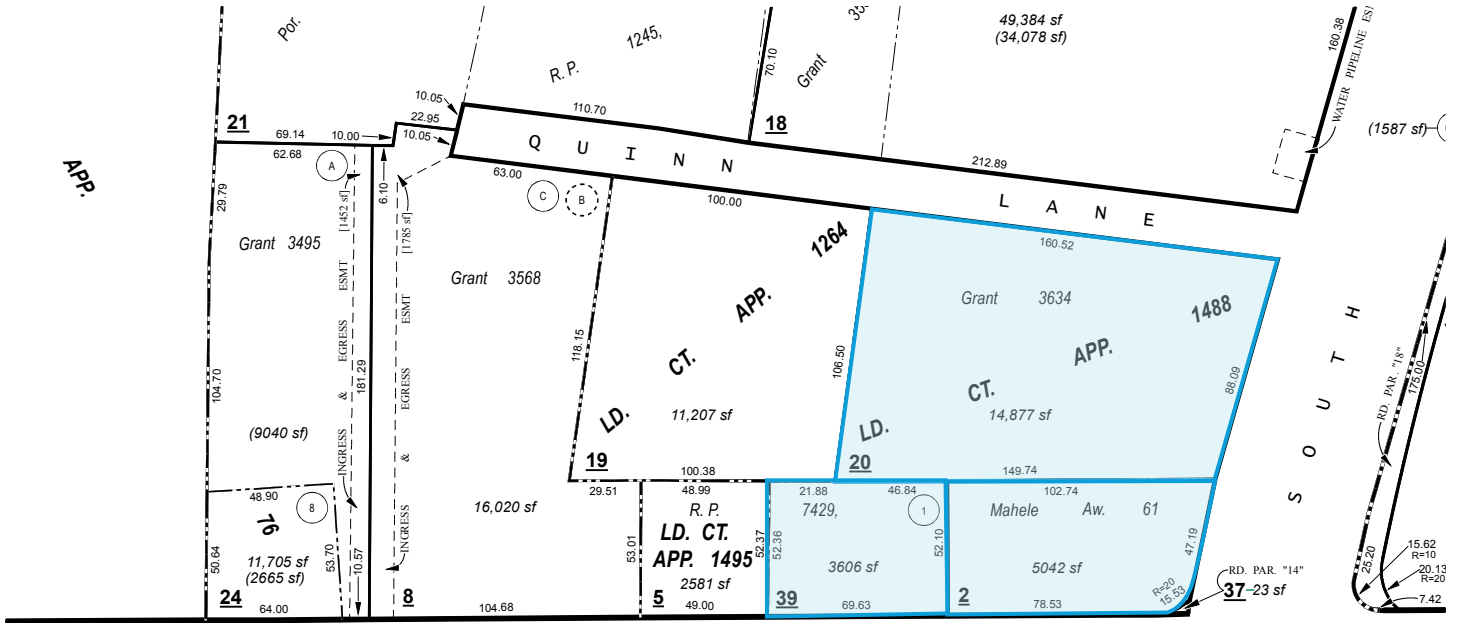 Por.
1245,
R. P.
Grant
49,384 sf
(34,078 sf)
160.38
WATER PIPELINE
(1587 sf)
70.10
10.05
110.70
22.95
10.05
21
69.14
10.00
18
62.68
A
Q U I N N
212.89
APP.
29.79
[1452 sf]
6.10
[1785 sf]
63.00
C
B
100.00
L A N E
1264
160.52
Grant 3495
Grant 3568
APP.
Grant 3634
1488
INGRESS & EGRESS ESMT
INGRESS & EGRESS ESMT
181.29
118.15
106.50
APP.
88.09
S O U T H
RD. PAR. "18"
175.00
104.70
CT.
CT.
LD.
11,207 sf
LD.
14,877 sf
(9040 sf)
19
20
100.38
149.74
48.90
8
29.51
48.99
21.88
46.84
102.74
76
16,020 sf
R. P.
7429,
1
Mahele Aw. 61
LD. CT.
APP. 1495
50.64
11,705 sf
(2665 sf)
53.70
10.57
53.01
52.37
52.36
52.10
47.19
2581 sf
3606 sf
5042 sf
25.20
15.62
R=10
20.13
R=20
7.42
R=20
15.53
RD. PAR. "14"
37 23 sf
24
64.00
8
104.68
5
49.00
39
69.63
2
78.53